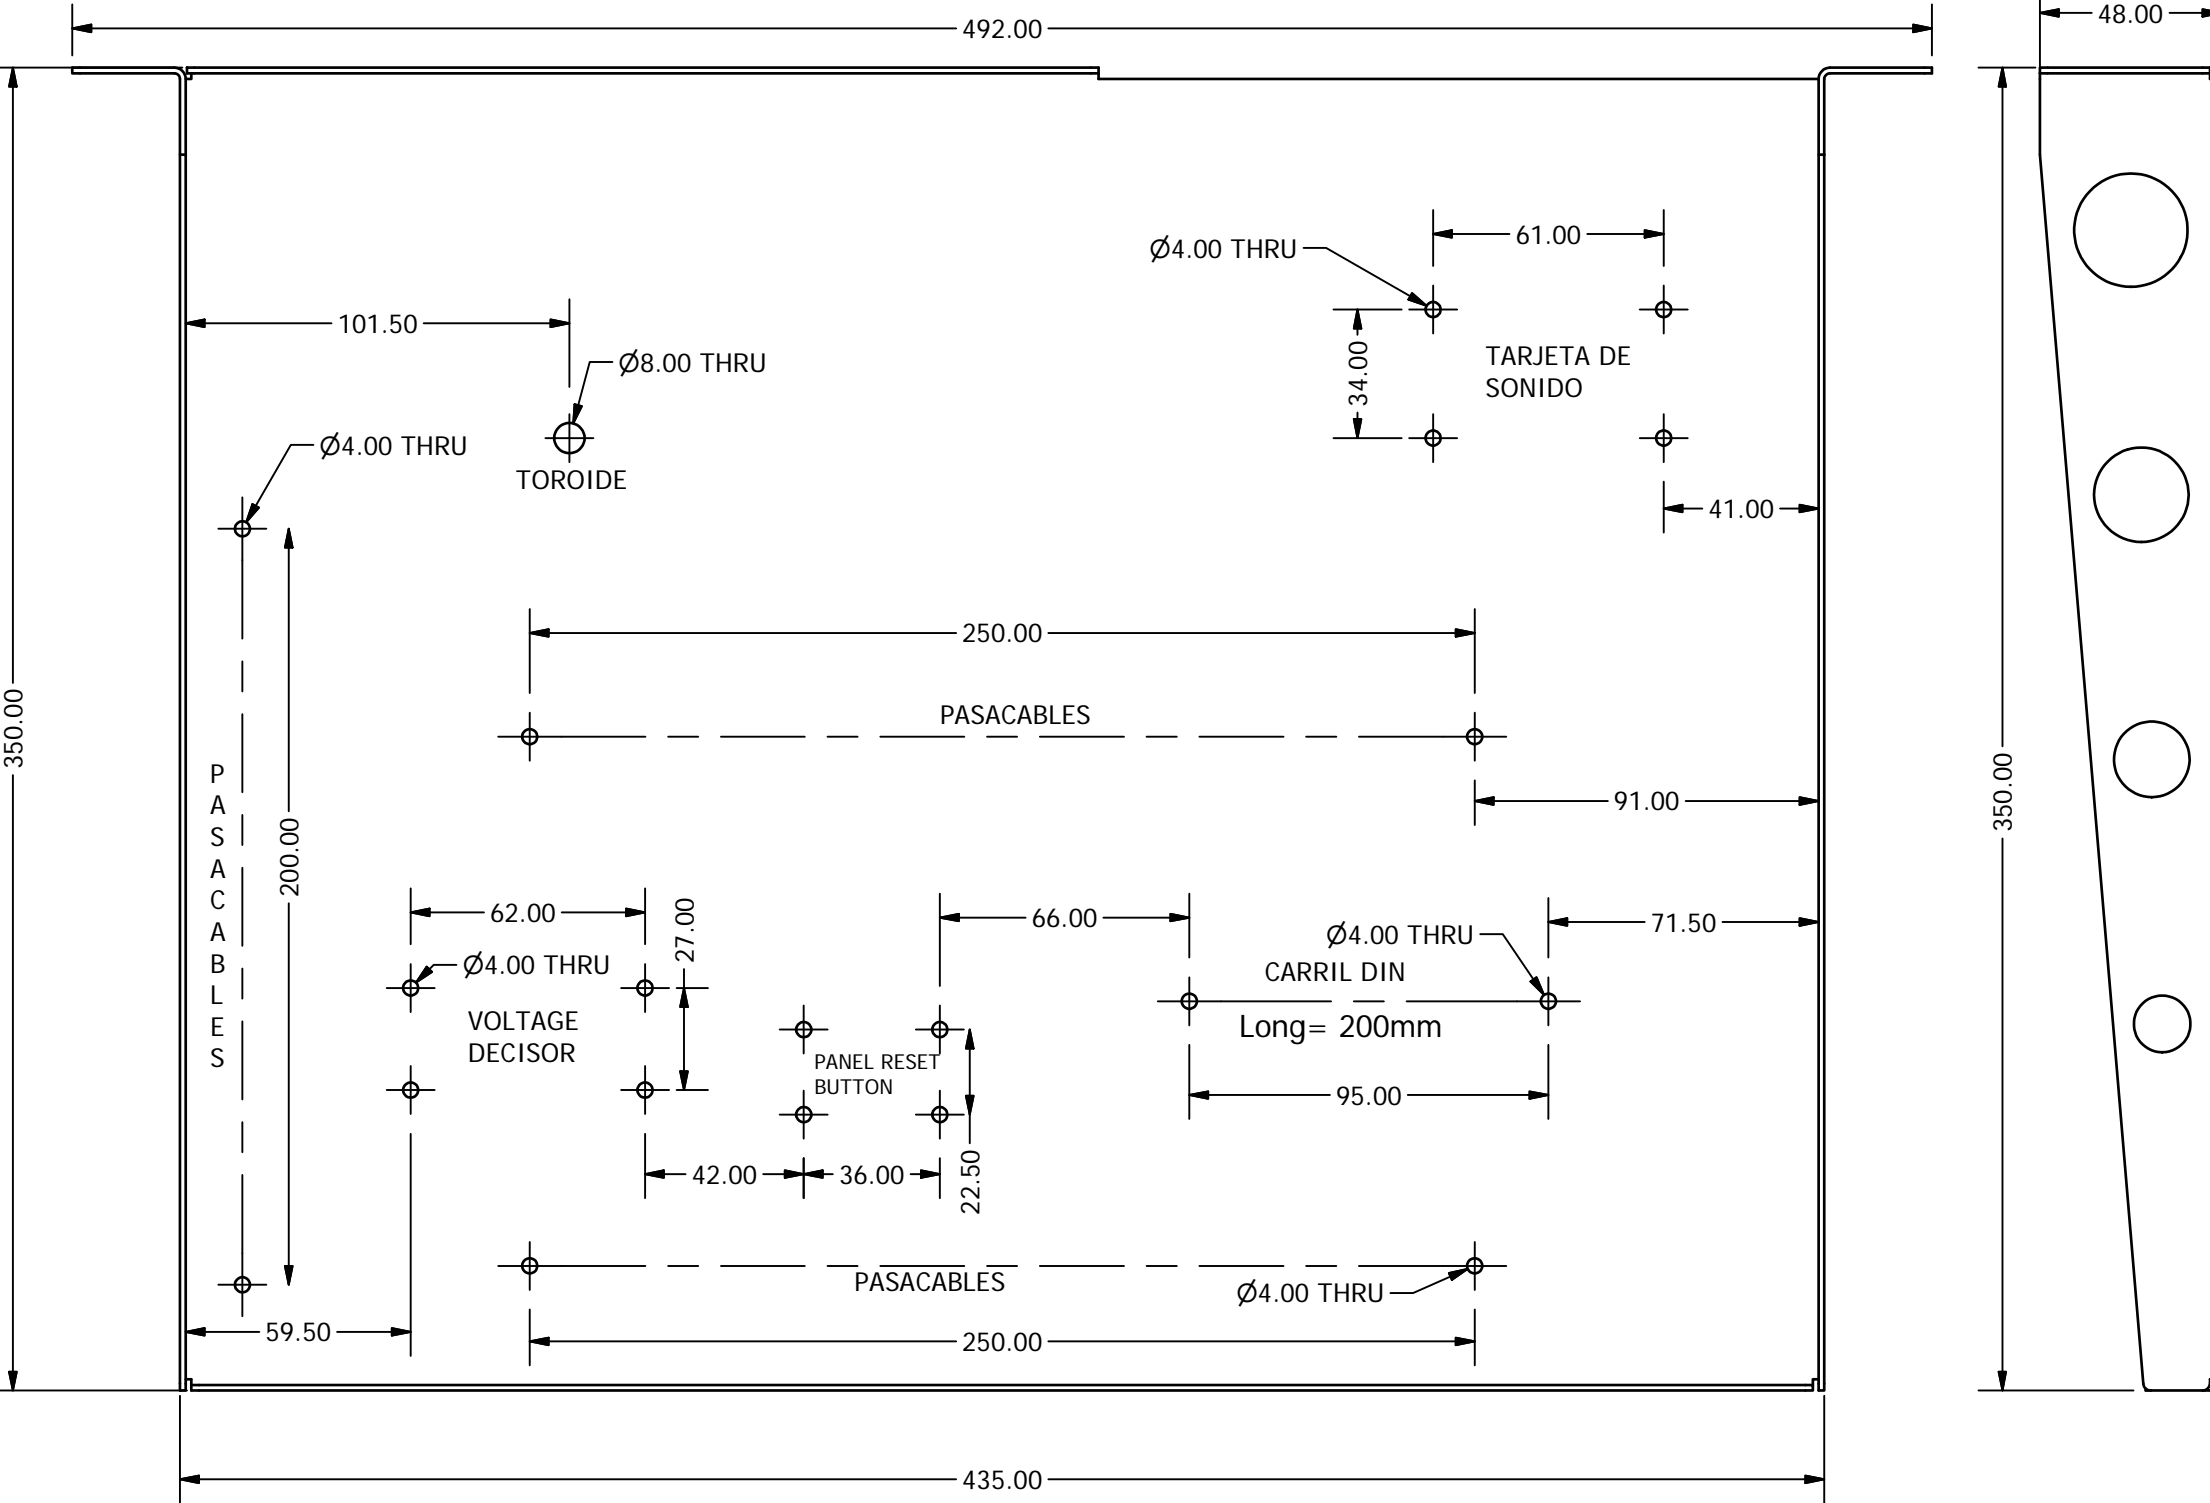 492.00
48.00
61.00
Ø4.00 THRU
101.50
34.00
TARJETA DE
SONIDO
Ø8.00 THRU
Ø4.00 THRU
TOROIDE
41.00
250.00
350.00
PASACABLES
PASACABLES
200.00
91.00
350.00
62.00
27.00
66.00
71.50
Ø4.00 THRU
Ø4.00 THRU
CARRIL DIN
Long= 200mm
VOLTAGE
DECISOR
PANEL RESET
BUTTON
95.00
42.00
36.00
22.50
PASACABLES
Ø4.00 THRU
59.50
250.00
435.00